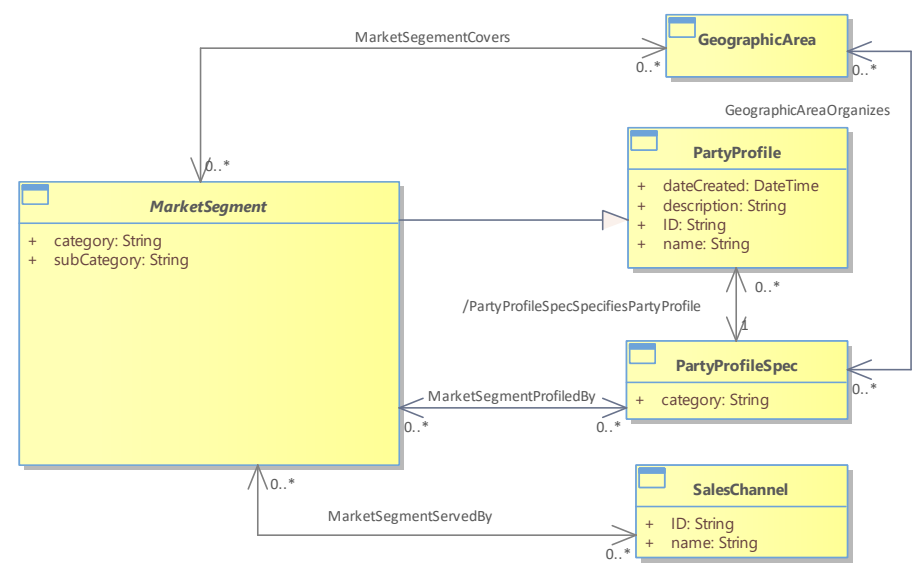 MarketSegementCovers
GeographicArea
0..*
0..*
GeographicAreaOrganizes
0..*
PartyProfile
+ dateCreated: DateTime
+ description: String
+ ID: String
+ name: String
MarketSegment
+ category: String
+ subCategory: String
0..*
/PartyProfileSpecSpecifiesPartyProfile
1
PartyProfileSpec
+ category: String
0..*
MarketSegmentProfiledBy
0..*
0..*
0..*
SalesChannel
+ ID: String
+ name: String
MarketSegmentServedBy
0..*